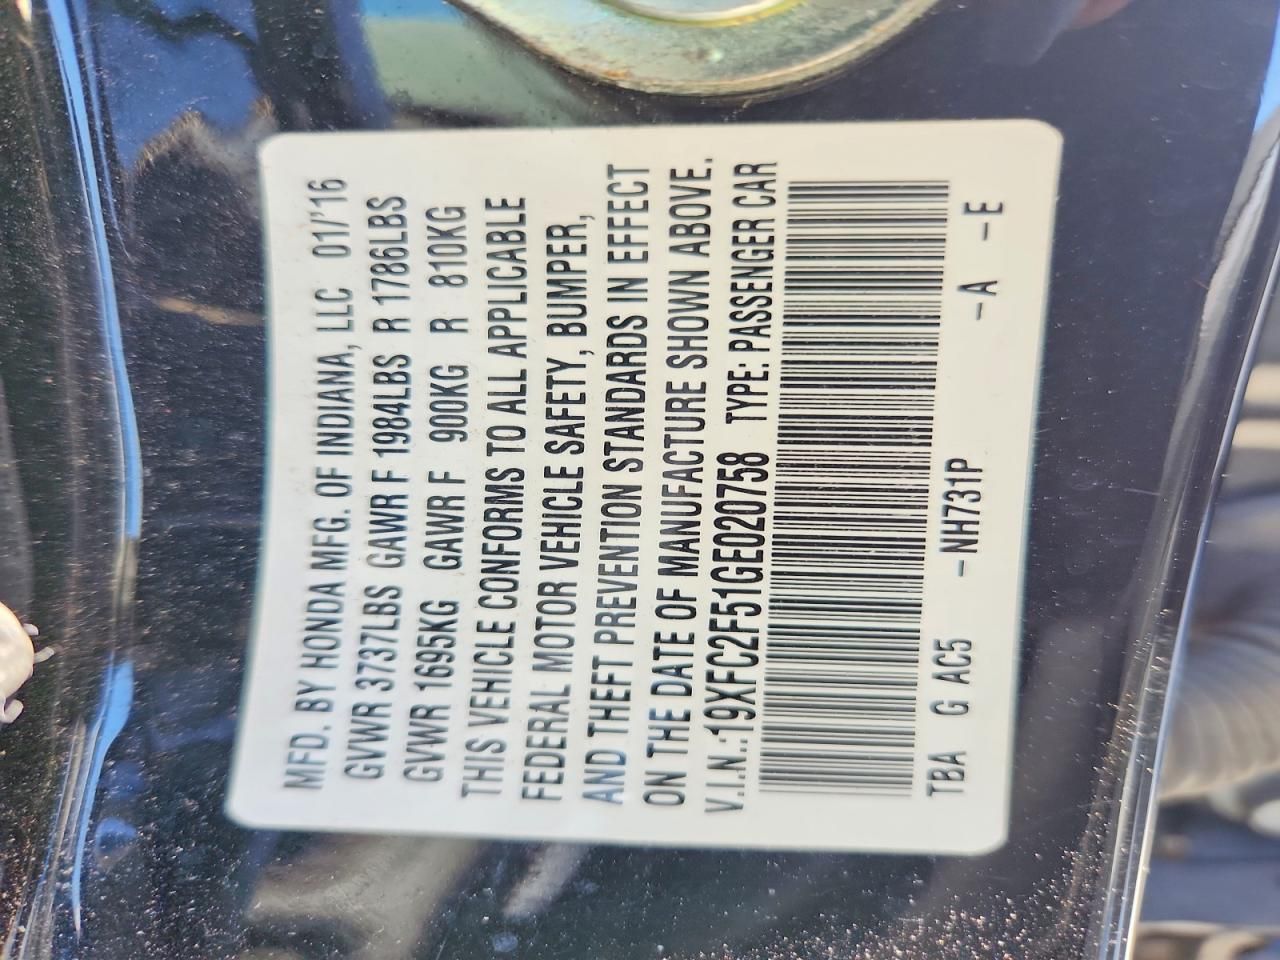 MFD. BY HONDA MFG. OF INDIANA, LLC 01/'16
GVWR 3737LBS GAWR F 1984LBS R 1786LBS
GVWR 1695KG GAWR F 900KG R 810KG
THIS VEHICLE CONFORMS TO ALL APPLICABLE
FEDERAL MOTOR VEHICLE SAFETY, BUMPER,
AND THEFT PREVENTION STANDARDS IN EFFECT
ON THE DATE OF MANUFACTURE SHOWN ABOVE.
V.I.N.:19XFC2F51GE020758 TYPE: PASSENGER CAR
TBA G AC5 -NH731P -A -E